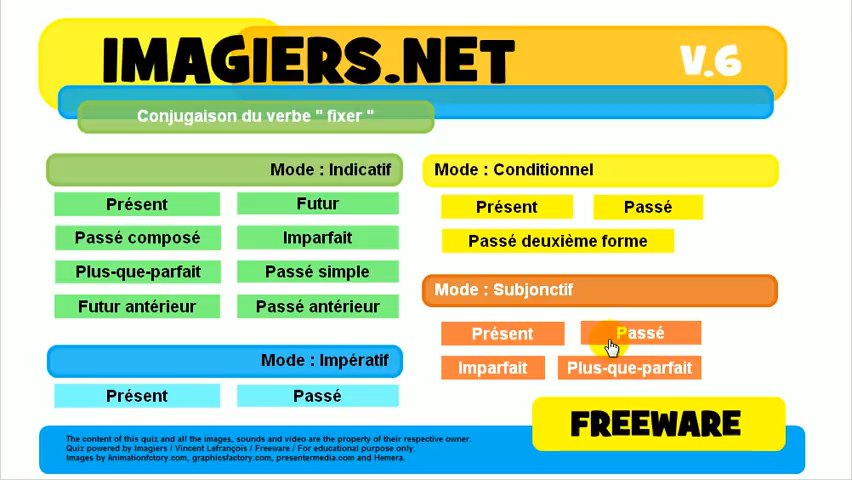 IMAGIERS.NET
V.6
Conjugaison du verbe " fixer "
Mode : Indicatif
Présent
Futur
Passé composé
Imparfait
Plus-que-parfait
Passé simple
Futur antérieur
Passé antérieur
Mode : Impératif
Présent
Passé
Mode : Conditionnel
Présent
Passé
Passé deuxième forme
Mode : Subjonctif
Présent
Passé
Imparfait
Plus-que-parfait
FREEWARE
The content of this quiz and all the images, sounds and video are the property of their respective owner.
Quiz powered by Imagiers / Vincent Lefrançois / Freeware / For educational purpose only.
Images by Animationfctory.com, graphicsfactory.com, presentermedia.com and Hemera.